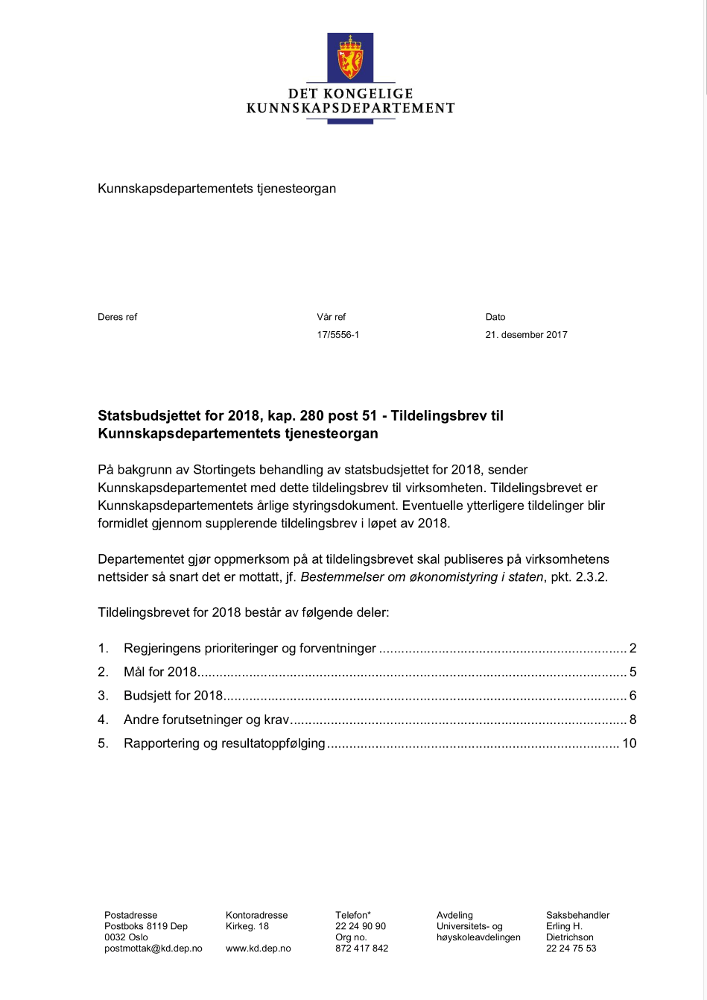 DET KONGELIGE
KUNNSKAPSDEPARTEMENT
Kunnskapsdepartementets tjenesteorgan
Deres ref Vår ref Dato
17/5556-1 21. desember 2017
Statsbudsjettet for 2018, kap. 280 post 51 - Tildelingsbrev til
Kunnskapsdepartementets tjenesteorgan
På bakgrunn av Stortingets behandling av statsbudsjettet for 2018, sender
Kunnskapsdepartementet med dette tildelingsbrev til virksomheten. Tildelingsbrevet er
Kunnskapsdepartementets årlige styringsdokument. Eventuelle ytterligere tildelinger blir
formidlet gjennom supplerende tildelingsbrev i løpet av 2018.
Departementet gjør oppmerksom på at tildelingsbrevet skal publiseres på virksomhetens
nettsider så snart det er mottatt, jf. Bestemmelser om økonomistyring i staten, pkt. 2.3.2.
Tildelingsbrevet for 2018 består av følgende deler:
1. Regjeringens prioriteringer og forventninger ........ 2
2. Mål for 2018........ 5
3. Budsjett for 2018........ 6
4. Andre forutsetninger og krav........ 8
5. Rapportering og resultatoppfølging........ 10
Postadresse Kontoradresse Telefon* Avdeling Saksbehandler
Postboks 8119 Dep Kirkeg. 18 22 24 90 90 Universitets- og Erling H.
0032 Oslo Org no. høyskoleavdelingen Dietrichson
postmottak@kd.dep.no www.kd.dep.no 872 417 842 22 24 75 53